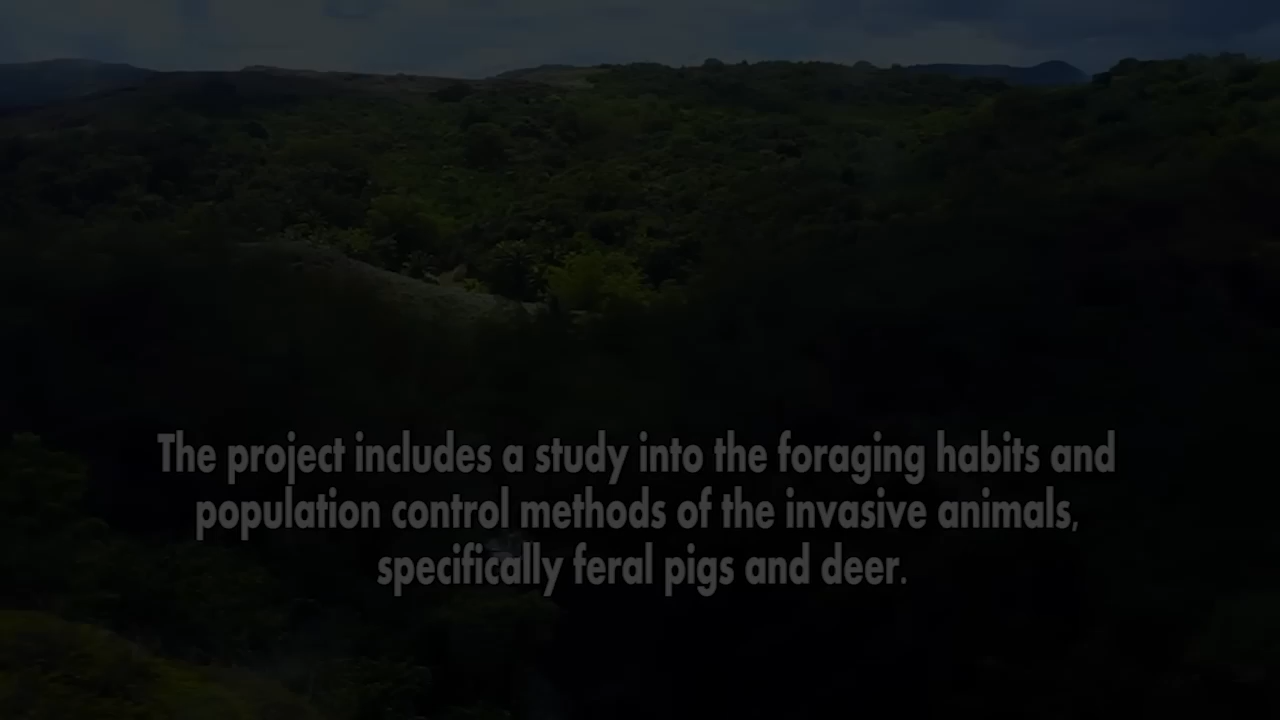 The project includes a study into the foraging habits and
population control methods of the invasive animals,
specifically feral pigs and deer.